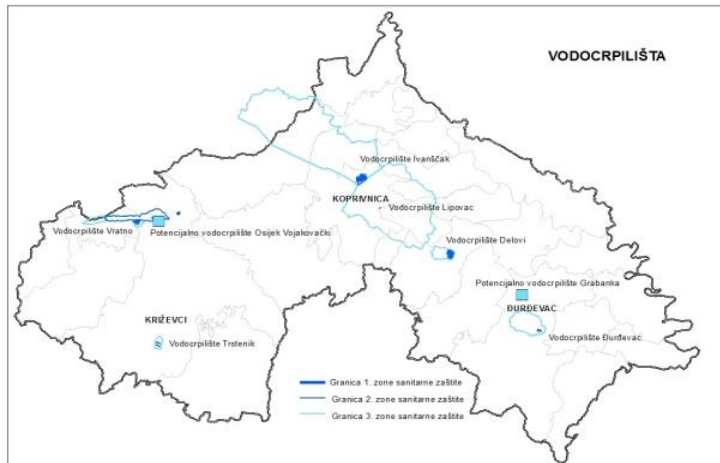 VODOCRPILIŠTA
Vodocrpilište Ivanščak
KOPRIVNICA
Vodocrpilište Lipovac
Vodocrpilište Vratno
Potencijalno vodocrpilište Osijek Vojakovački
Vodocrpilište Delovi
Potencijalno vodocrpilište Grabanka
ĐURĐEVAC
KRIŽEVCI
Vodocrpilište Đurđevac
Vodocrpilište Trstenik
Granica 1. zone sanitarne zaštite
Granica 2. zone sanitarne zaštite
Granica 3. zone sanitarne zaštite